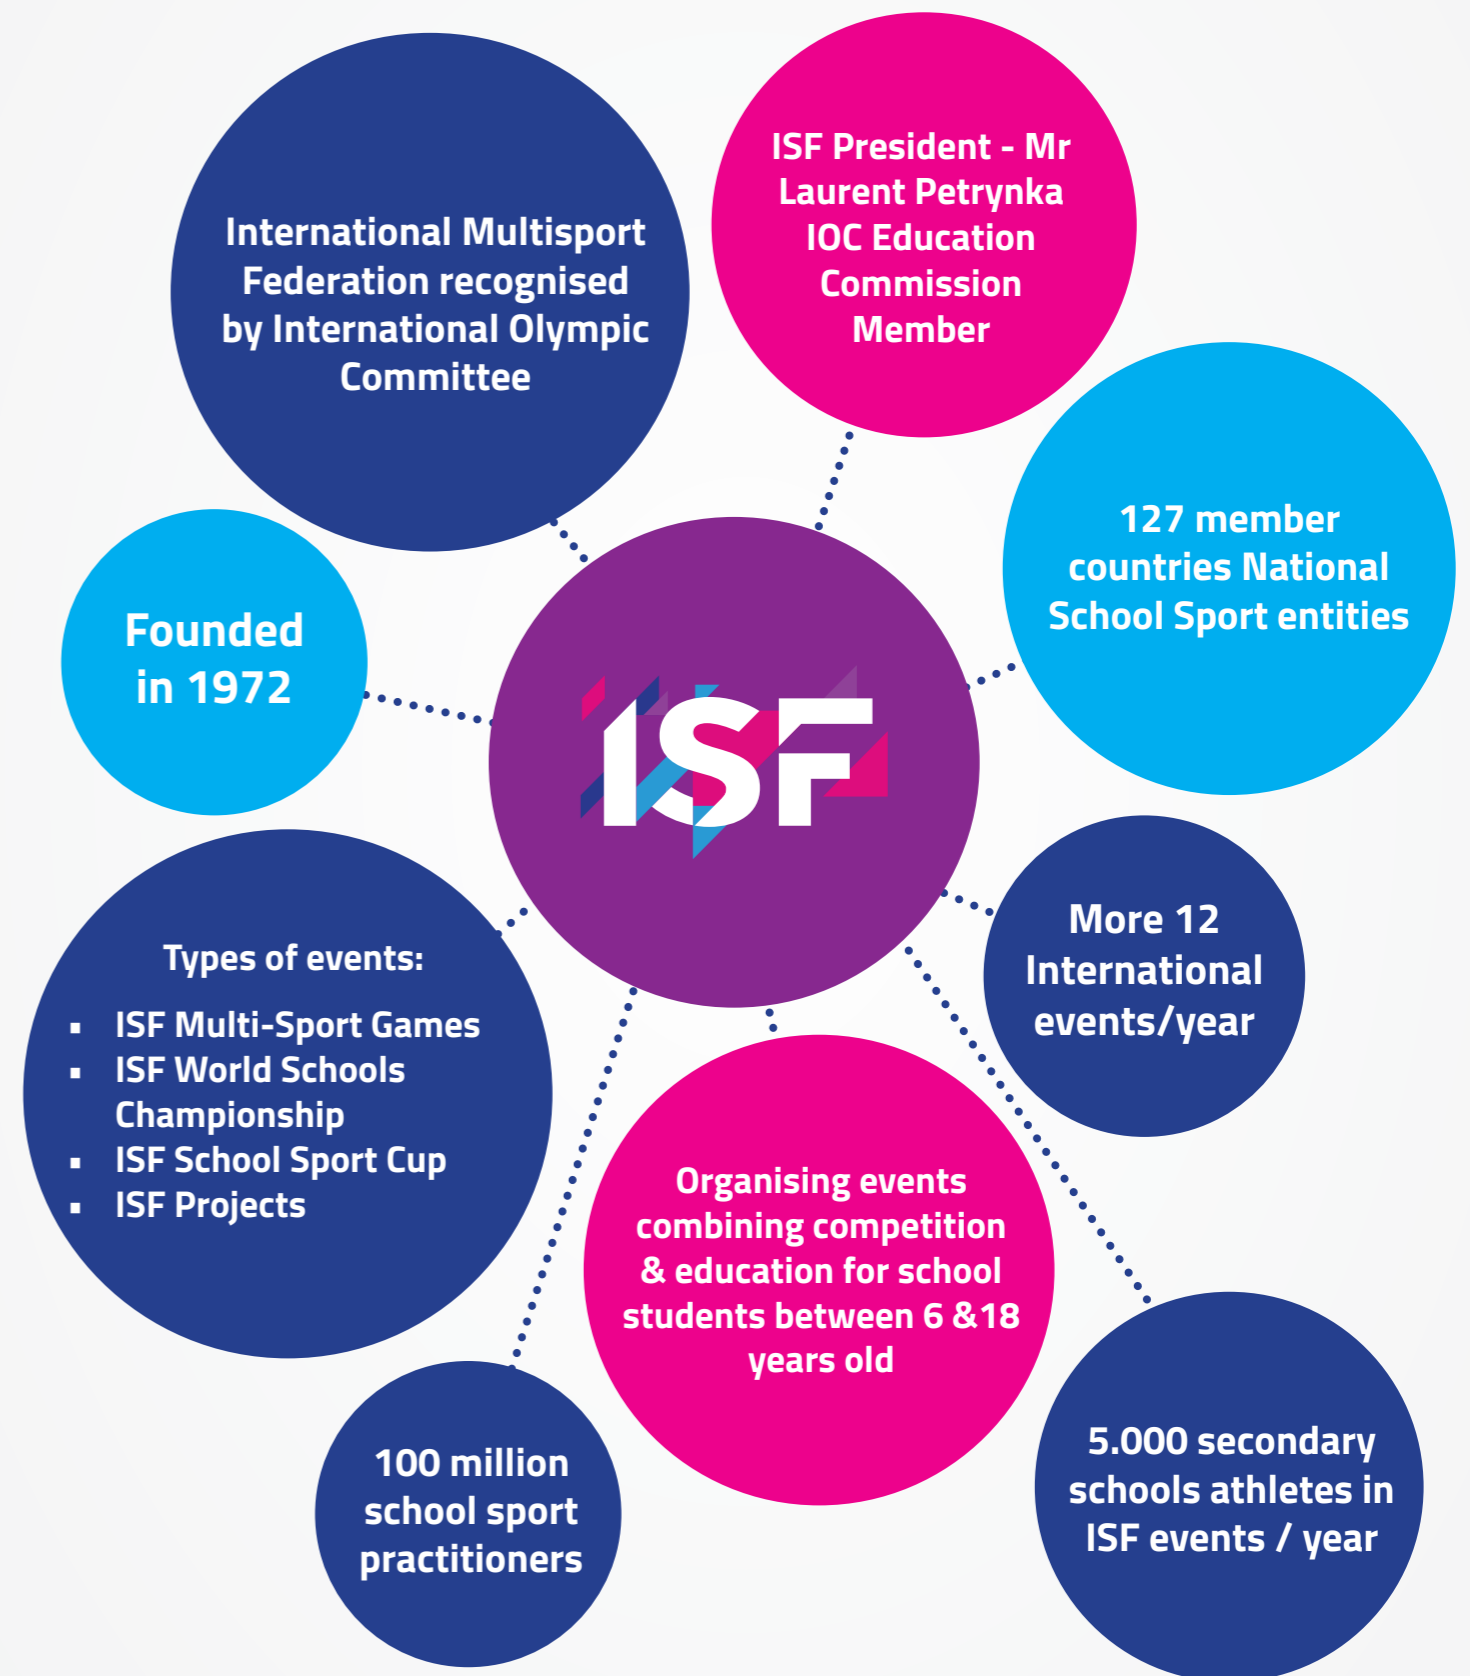 International Multisport
Federation recognised
by International Olympic
Committee
ISF President - Mr
Laurent Petrynka
IOC Education
Commission
Member
127 member
countries National
School Sport entities
Founded
in 1972
ISF
More 12
International
events/year
Types of events:
▪ ISF Multi-Sport Games
▪ ISF World Schools
Championship
▪ ISF School Sport Cup
▪ ISF Projects
Organising events
combining competition
& education for school
students between 6 &18
years old
100 million
school sport
practitioners
5.000 secondary
schools athletes in
ISF events / year